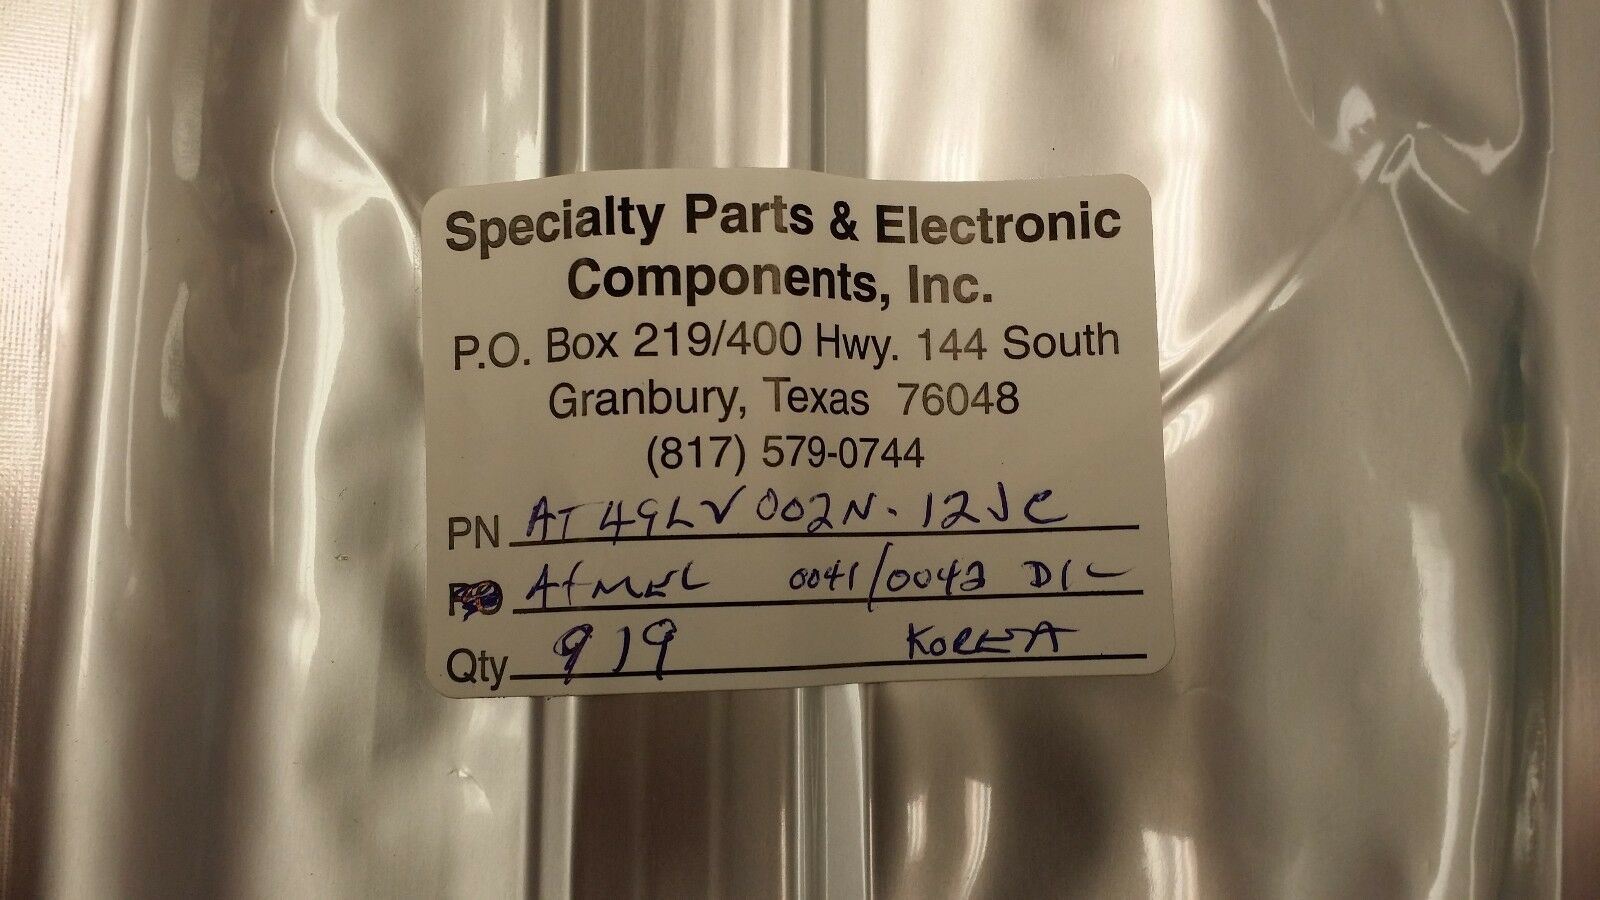 Specialty Parts & Electronic
Components, Inc.
P.O. Box 219/400 Hwy. 144 South
Granbury, Texas 76048
(817) 579-0744
PN AT49LV002N-12JC
Atmel 0041/0042 D/C
Qty 919 KOREA